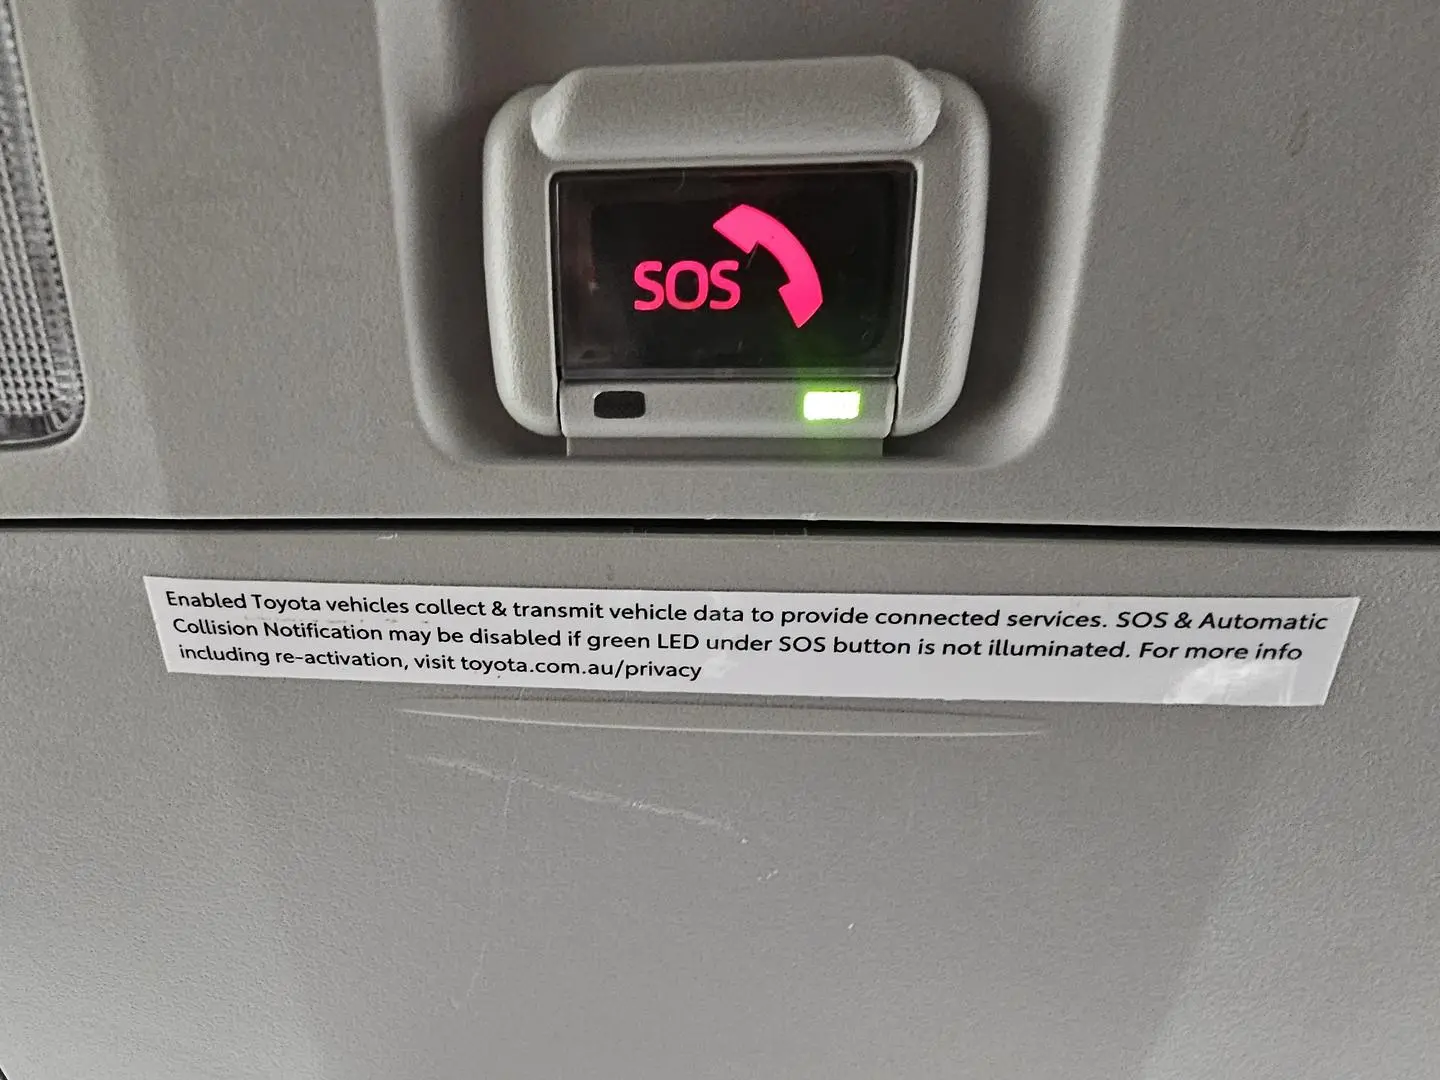 SOS
Enabled Toyota vehicles collect & transmit vehicle data to provide connected services. SOS & Automatic
Collision Notification may be disabled if green LED under SOS button is not illuminated. For more info
including re-activation, visit toyota.com.au/privacy